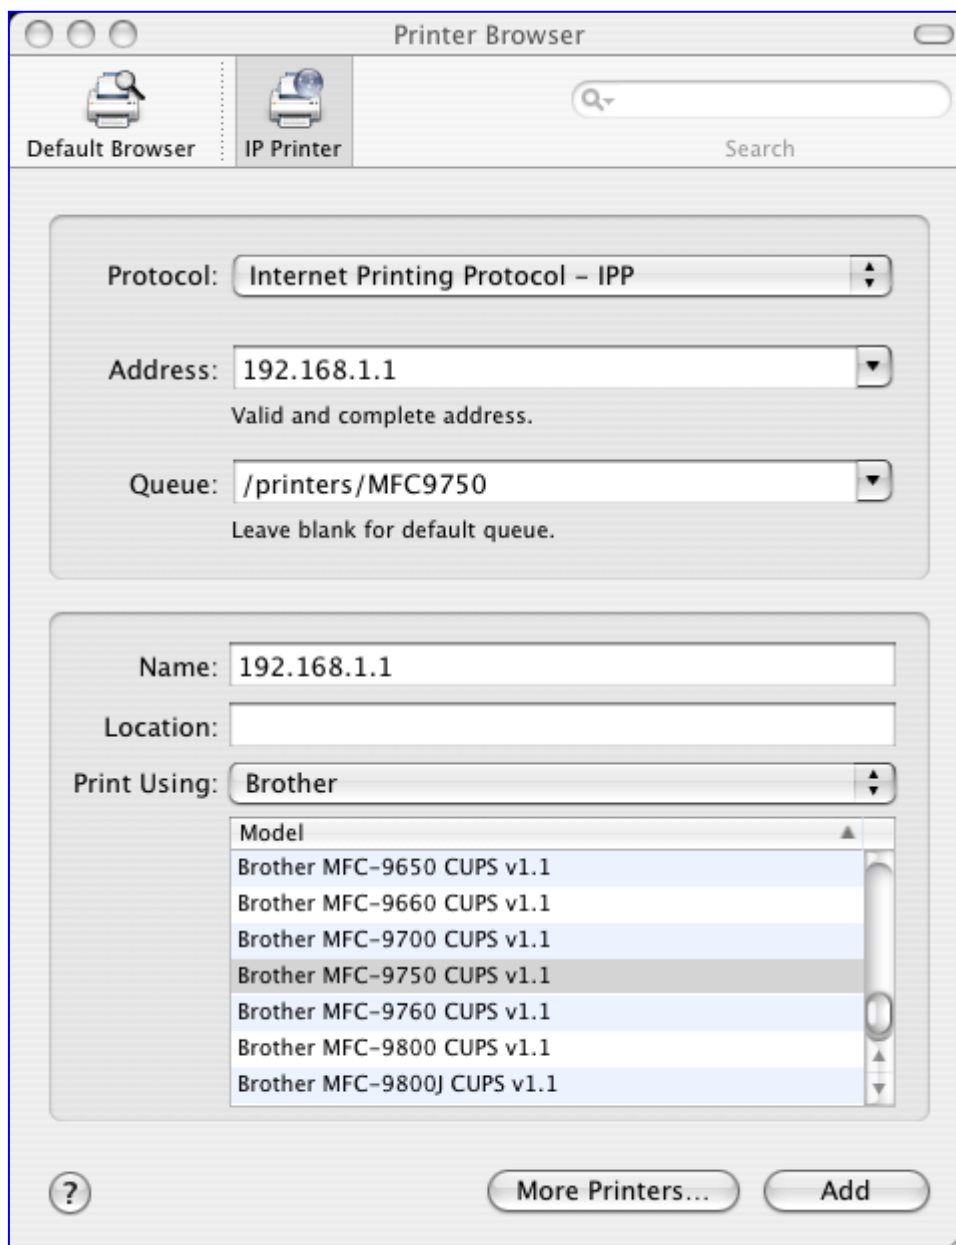 Printer Browser
Default Browser
IP Printer
Search
Protocol: Internet Printing Protocol – IPP
Address: 192.168.1.1
Valid and complete address.
Queue: /printers/MFC9750
Leave blank for default queue.
Name: 192.168.1.1
Location:
Print Using: Brother
Model
Brother MFC-9650 CUPS v1.1
Brother MFC-9660 CUPS v1.1
Brother MFC-9700 CUPS v1.1
Brother MFC-9750 CUPS v1.1
Brother MFC-9760 CUPS v1.1
Brother MFC-9800 CUPS v1.1
Brother MFC-9800J CUPS v1.1
? More Printers... Add